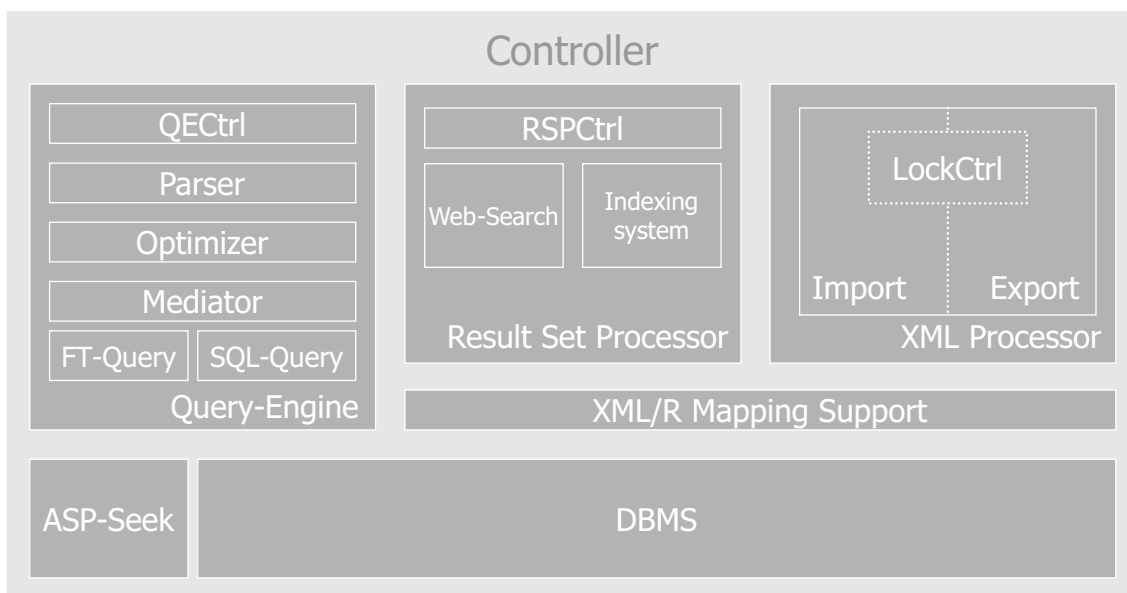 Controller
QECtrl
Parser
Optimizer
Mediator
FT-Query
SQL-Query
Query-Engine
RSPCtrl
Web-Search
Indexing
system
Result Set Processor
LockCtrl
Import
Export
XML Processor
XML/R Mapping Support
ASP-Seek
DBMS